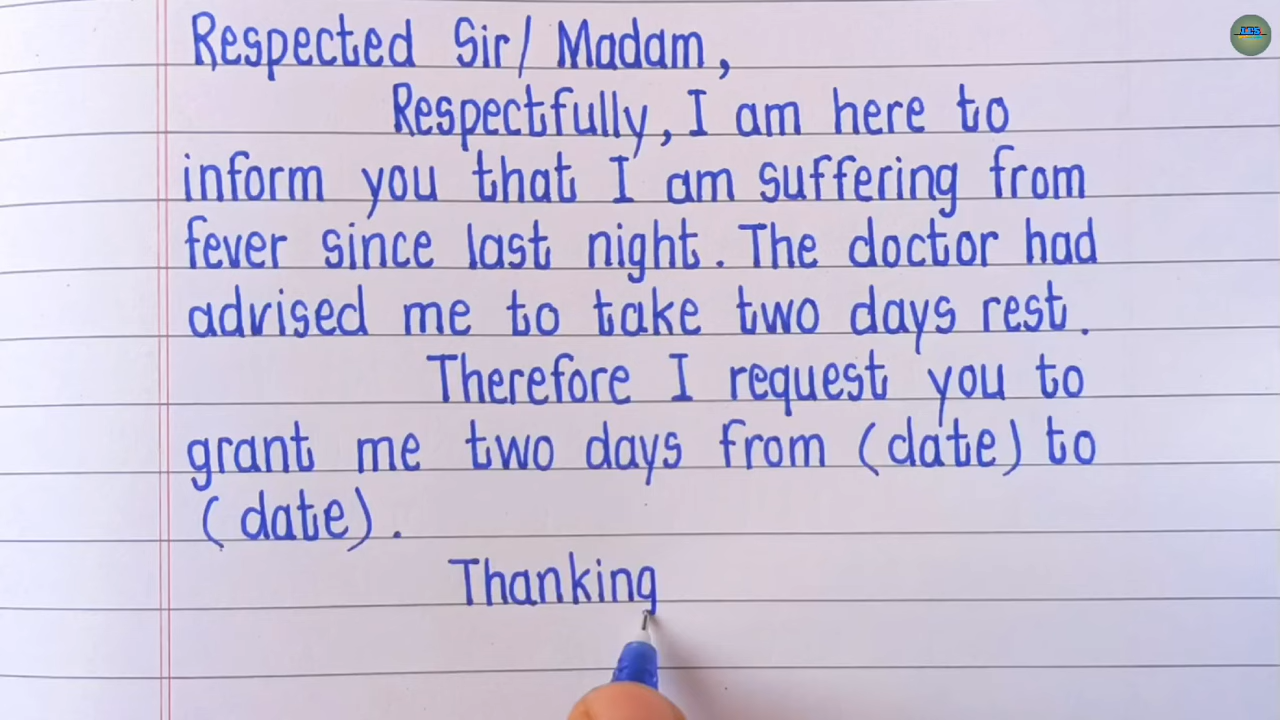 Respected Sir/ Madam,
Respectfully, I am here to
inform you that I am suffering from
fever since last night. The doctor had
advised me to take two days rest.
Therefore I request you to
grant me two days from (date) to
(date).
Thanking